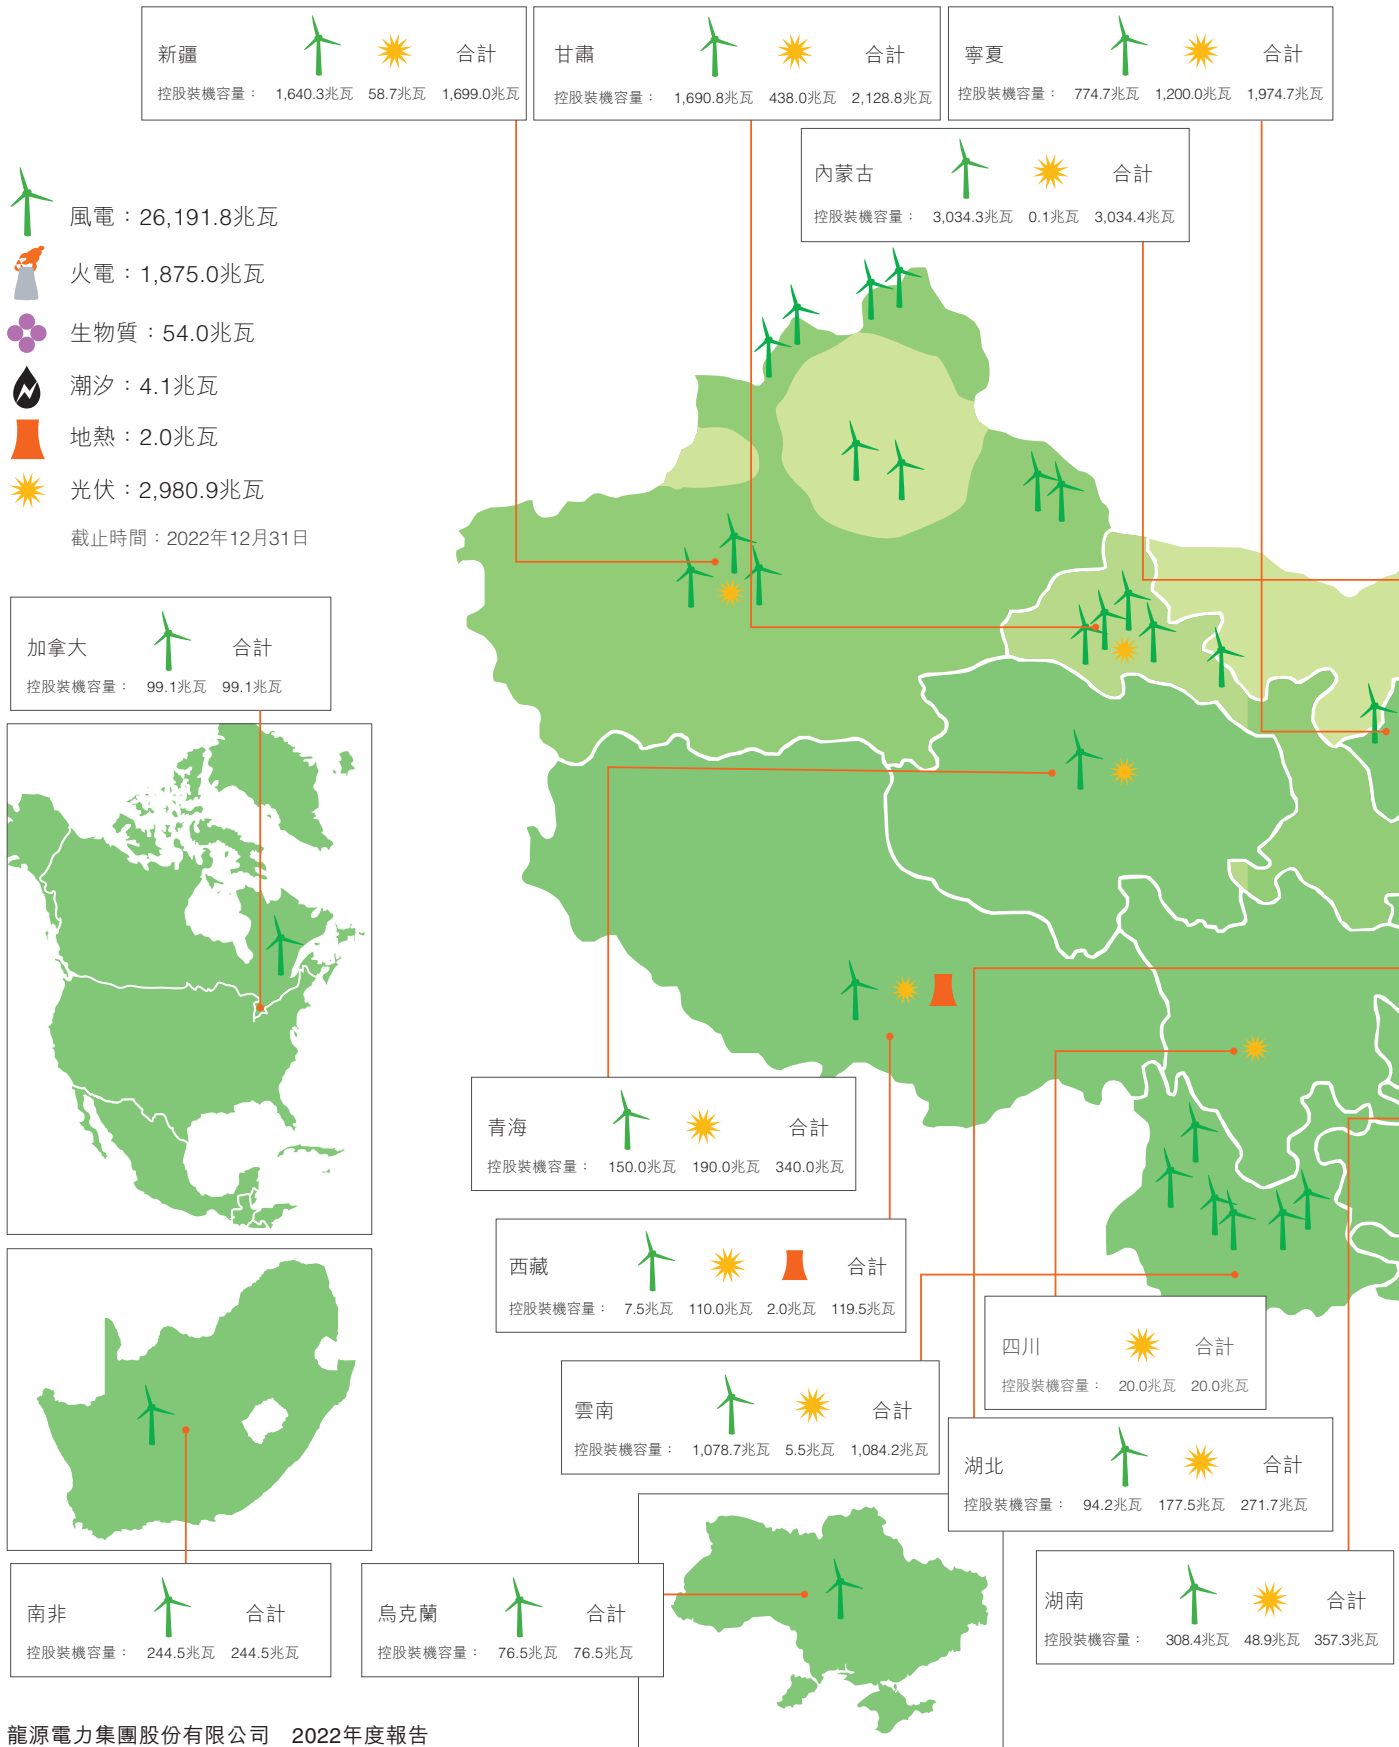 新疆 合計
控股裝機容量： 1,640.3兆瓦 58.7兆瓦 1,699.0兆瓦
甘肅 合計
控股裝機容量： 1,690.8兆瓦 438.0兆瓦 2,128.8兆瓦
寧夏 合計
控股裝機容量： 774.7兆瓦 1,200.0兆瓦 1,974.7兆瓦
內蒙古 合計
控股裝機容量： 3,034.3兆瓦 0.1兆瓦 3,034.4兆瓦
風電：26,191.8兆瓦
火電：1,875.0兆瓦
生物質：54.0兆瓦
潮汐：4.1兆瓦
地熱：2.0兆瓦
光伏：2,980.9兆瓦
截止時間：2022年12月31日
加拿大 合計
控股裝機容量： 99.1兆瓦 99.1兆瓦
青海 合計
控股裝機容量： 150.0兆瓦 190.0兆瓦 340.0兆瓦
西藏 合計
控股裝機容量： 7.5兆瓦 110.0兆瓦 2.0兆瓦 119.5兆瓦
四川 合計
控股裝機容量： 20.0兆瓦 20.0兆瓦
雲南 合計
控股裝機容量： 1,078.7兆瓦 5.5兆瓦 1,084.2兆瓦
湖北 合計
控股裝機容量： 94.2兆瓦 177.5兆瓦 271.7兆瓦
南非 合計
控股裝機容量： 244.5兆瓦 244.5兆瓦
烏克蘭 合計
控股裝機容量： 76.5兆瓦 76.5兆瓦
湖南 合計
控股裝機容量： 308.4兆瓦 48.9兆瓦 357.3兆瓦
龍源電力集團股份有限公司 2022年度報告